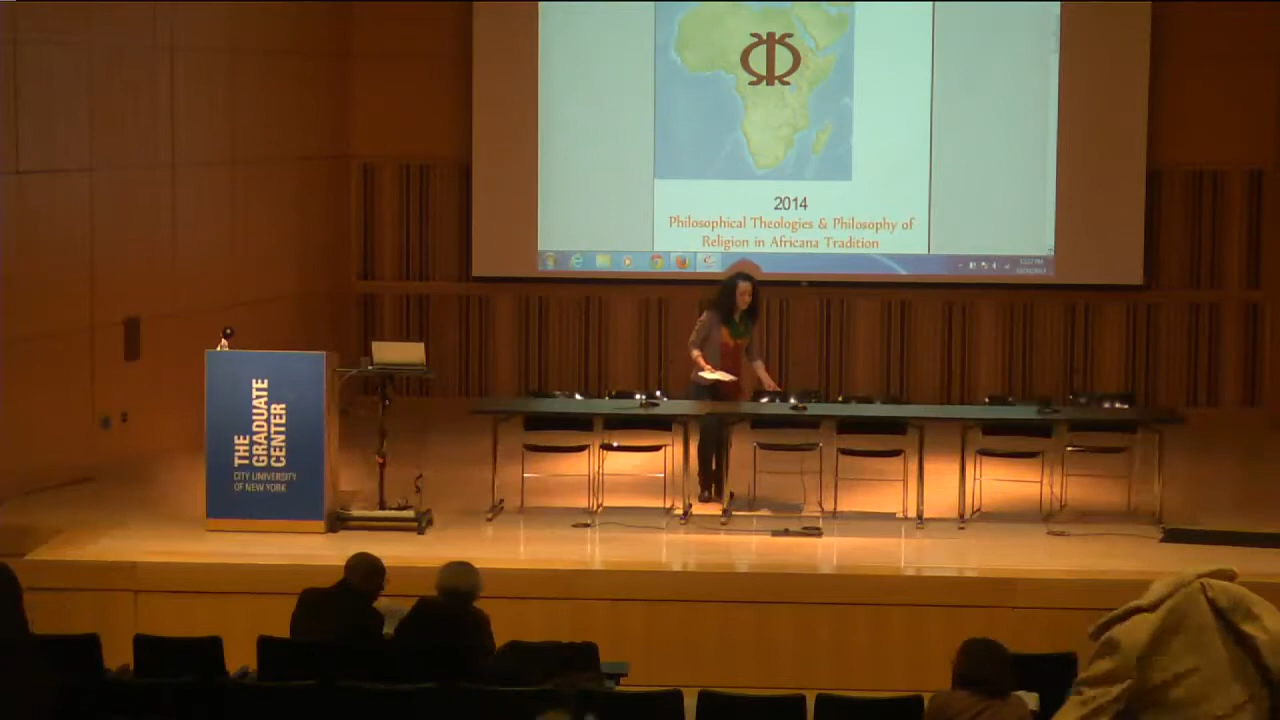 2014
Philosophical Theologies & Philosophy of
Religion in Africana Tradition
THE
GRADUATE
CENTER
CITY UNIVERSITY
OF NEW YORK